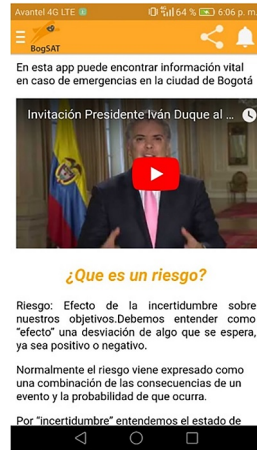 Avantel 4G LTE 64 % 6:06 p. m.
BogSAT
En esta app puede encontrar información vital
en caso de emergencias en la ciudad de Bogotá
Invitación Presidente Iván Duque al ...
¿Que es un riesgo?
Riesgo: Efecto de la incertidumbre sobre
nuestros objetivos.Debemos entender como
“efecto” una desviación de algo que se espera,
ya sea positivo o negativo.
Normalmente el riesgo viene expresado como
una combinación de las consecuencias de un
evento y la probabilidad de que ocurra.
Por “incertidumbre” entendemos el estado de